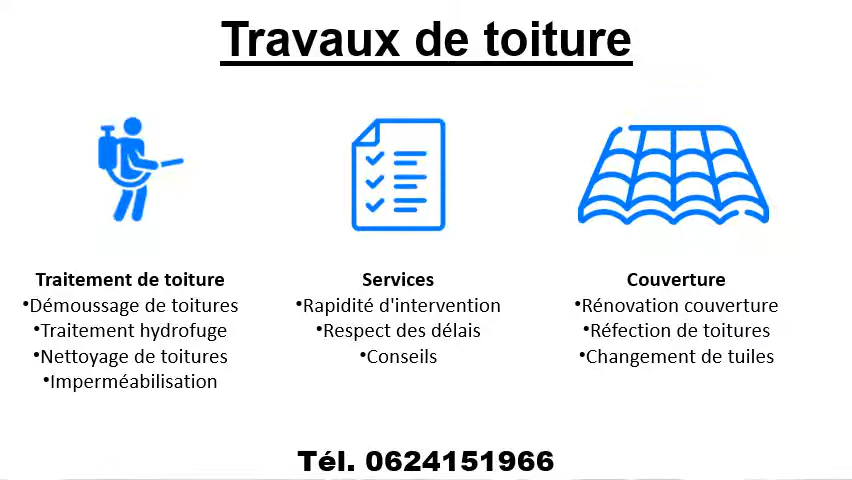 Travaux de toiture
Traitement de toiture
•Démoussage de toitures
•Traitement hydrofuge
•Nettoyage de toitures
•Imperméabilisation
Services
•Rapidité d'intervention
•Respect des délais
•Conseils
Couverture
•Rénovation couverture
•Réfection de toitures
•Changement de tuiles
Tél. 0624151966